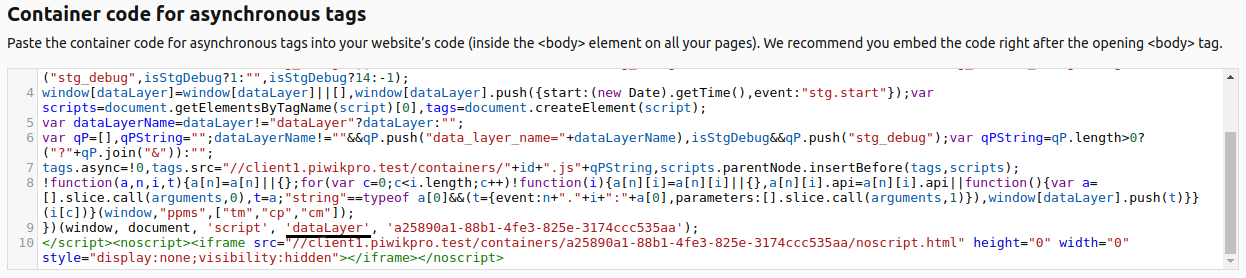 Container code for asynchronous tags
Paste the container code for asynchronous tags into your website's code (inside the <body> element on all your pages). We recommend you embed the code right after the opening <body> tag.
("stg_debug",isStgDebug?1:"",isStgDebug?14:-1);
4 window[dataLayer]=window[dataLayer]||[],window[dataLayer].push({start:(new Date).getTime(),event:"stg.start"});var
scripts=document.getElementsByTagName(script)[0],tags=document.createElement(script);
5 var dataLayerName=dataLayer!="dataLayer"?dataLayer:"";
6 var qP=[],qPString="";dataLayerName!=""&&qP.push("data_layer_name="+dataLayerName),isStgDebug&&qP.push("stg_debug");var qPString=qP.length>0?
("?"+qP.join("&")):"";
7 tags.async=!0,tags.src="//client1.piwikpro.test/containers/"+id+".js"+qPString,scripts.parentNode.insertBefore(tags,scripts);
8 !function(a,n,i,t){a[n]=a[n]||{};for(var c=0;c<i.length;c++)!function(i){a[n][i]=a[n][i]||{},a[n][i].api=a[n][i].api||function(){var a=
[].slice.call(arguments,0),t=a;"string"==typeof a[0]&&(t={event:n+"."+i+":"+a[0],parameters:[].slice.call(arguments,1)}),window[dataLayer].push(t)}}
(i[c])}(window,"ppms",["tm","cp","cm"]);
9 })(window, document, 'script', 'dataLayer', 'a25890a1-88b1-4fe3-825e-3174ccc535aa');
10 </script><noscript><iframe src="//client1.piwikpro.test/containers/a25890a1-88b1-4fe3-825e-3174ccc535aa/noscript.html" height="0" width="0"
style="display:none;visibility:hidden"></iframe></noscript>